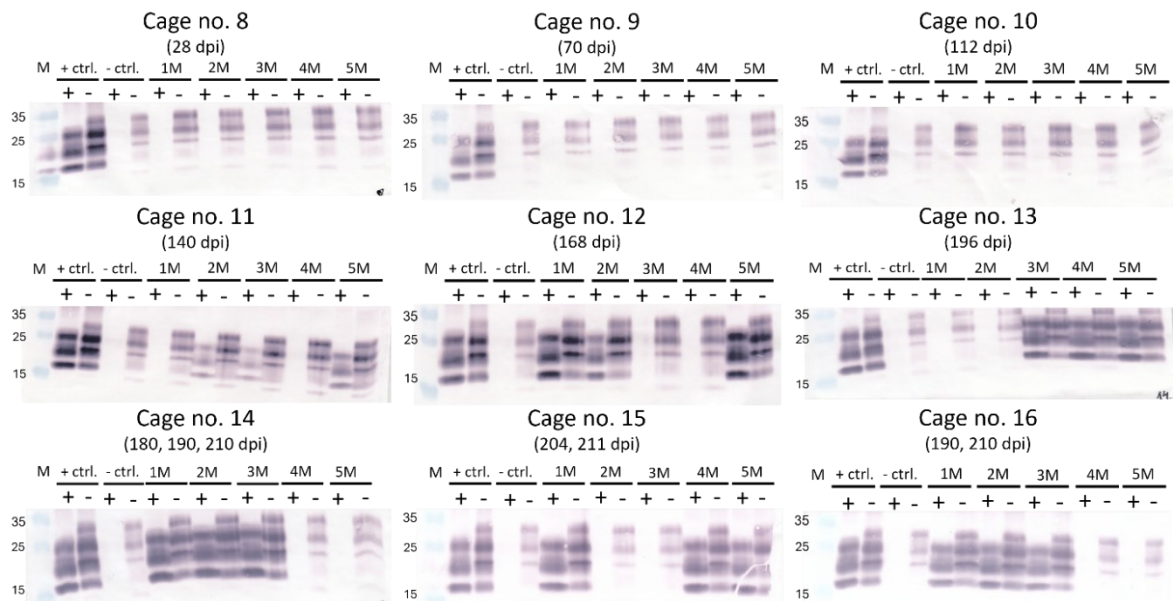 Cage no. 8
(28 dpi)
M + ctrl. - ctrl. 1M 2M 3M 4M 5M
+ - + - + - + - + - + - + -
35
25
15
Cage no. 9
(70 dpi)
M + ctrl. - ctrl. 1M 2M 3M 4M 5M
+ - + - + - + - + - + - + -
35
25
15
Cage no. 10
(112 dpi)
M + ctrl. - ctrl. 1M 2M 3M 4M 5M
+ - + - + - + - + - + - + -
35
25
15
Cage no. 11
(140 dpi)
M + ctrl. - ctrl. 1M 2M 3M 4M 5M
+ - + - + - + - + - + - + -
35
25
15
Cage no. 12
(168 dpi)
M + ctrl. - ctrl. 1M 2M 3M 4M 5M
+ - + - + - + - + - + - + -
35
25
15
Cage no. 13
(196 dpi)
M + ctrl. - ctrl. 1M 2M 3M 4M 5M
+ - + - + - + - + - + - + -
35
25
15
Cage no. 14
(180, 190, 210 dpi)
M + ctrl. - ctrl. 1M 2M 3M 4M 5M
+ - + - + - + - + - + - + -
35
25
15
Cage no. 15
(204, 211 dpi)
M + ctrl. - ctrl. 1M 2M 3M 4M 5M
+ - + - + - + - + - + - + -
35
25
15
Cage no. 16
(190, 210 dpi)
M + ctrl. - ctrl. 1M 2M 3M 4M 5M
+ - + - + - + - + - + - + -
35
25
15